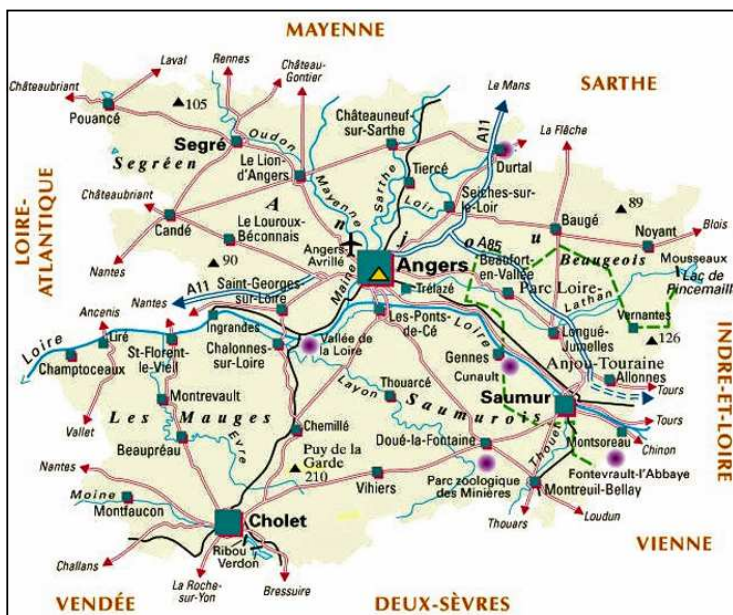 MAYENNE
SARTHE
LOIRE-
ATLANTIQUE
INDRE-ET-LOIRE
VIENNE
DEUX-SÈVRES
VENDÉE
Châteaubriant
Laval
Rennes
Château-
Gontier
Le Mans
La Flèche
Pouancé
105
Segré
Oudon
Châteauneuf-
sur-Sarthe
A11
Durtal
Segréen
Le Lion-
d'Angers
Mayenne
Sarthe
Tiercé
Loir
Seiches-sur-
le-Loir
89
Châteaubriant
Candé
A n j o u
Le Louroux-
Béconnais
Baugé
Noyant
Blois
Nantes
90
Angers-
Avrillé
Maine
Angers
A85
Beaufort-
en-Vallée
Beaugeois
Mousseaux
Lac de
Pincemaille
A11
Nantes
Saint-Georges-
sur-Loire
Trélazé
Parc Loire-
Lathan
Vernantes
Ancenis
Ingrandes
Les-Ponts-
de-Cé
Loire
Longué-
Jumelles
126
Loire
Liré
St-Florent-
le-Vieil
Chalonnes-
sur-Loire
Vallée de
la Loire
Gennes
Anjou-Touraine
Champtoceaux
Cunault
Allonnes
Tours
Layon
Thouarcé
Saumur
Montrevault
Les Mauges
Saumurois
Tours
Vallet
Evre
Chemillé
Doué-la-Fontaine
Thouet
Montsoreau
Chinon
Beaupréau
Puy de la
Garde
210
Nantes
Parc zoologique
des Minières
Fontevrault-l'Abbaye
Moine
Montfaucon
Vihiers
Montreuil-Bellay
Cholet
Thouars
Loudun
Ribou
Verdon
Challans
La Roche-
sur-Yon
Bressuire